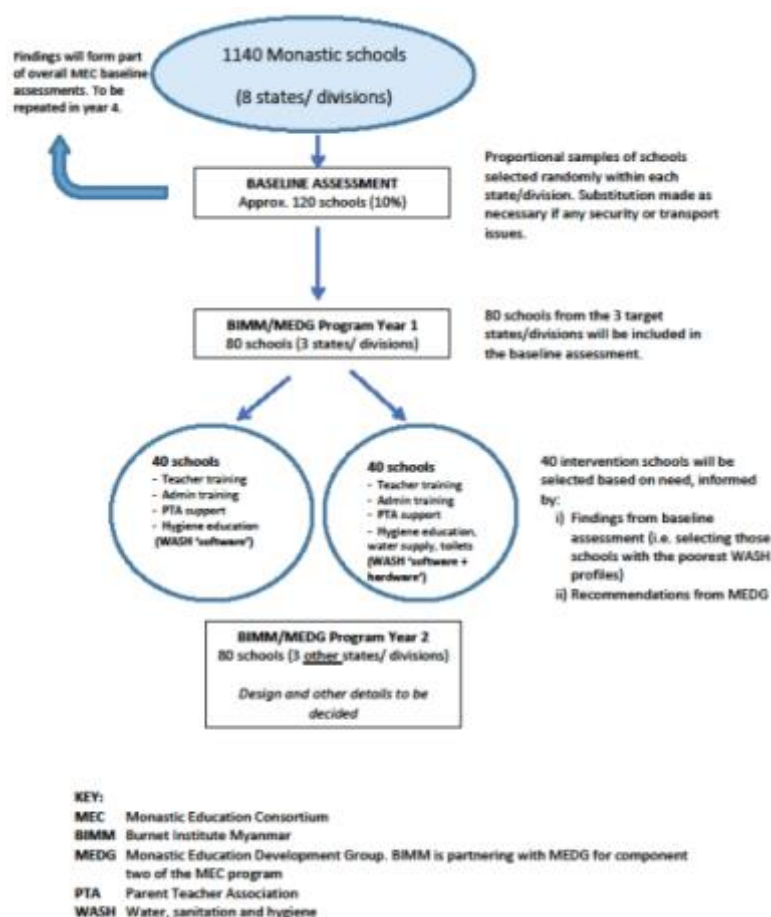 Findings will form part
of overall MEC baseline
assessments. To be
repeated in year 4.
1140 Monastic schools
(8 states/ divisions)
BASELINE ASSESSMENT
Approx. 120 schools (10%)
Proportional samples of schools
selected randomly within each
state/division. Substitution made as
necessary if any security or transport
issues.
BIMM/MEDG Program Year 1
80 schools (3 states/ divisions)
80 schools from the 3 target
states/divisions will be included in
the baseline assessment.
40 schools
- Teacher training
- Admin training
- PTA support
- Hygiene education
(WASH ‘software’)
40 schools
- Teacher training
- Admin training
- PTA support
- Hygiene education,
water supply, toilets
(WASH ‘software +
hardware’)
40 intervention schools will be
selected based on need, informed
by:
i) Findings from baseline
assessment (i.e. selecting those
schools with the poorest WASH
profiles)
ii) Recommendations from MEDG
BIMM/MEDG Program Year 2
80 schools (3 other states/ divisions)
Design and other details to be
decided
KEY:
MEC Monastic Education Consortium
BIMM Burnet Institute Myanmar
MEDG Monastic Education Development Group. BIMM is partnering with MEDG for component
two of the MEC program
PTA Parent Teacher Association
WASH Water, sanitation and hygiene